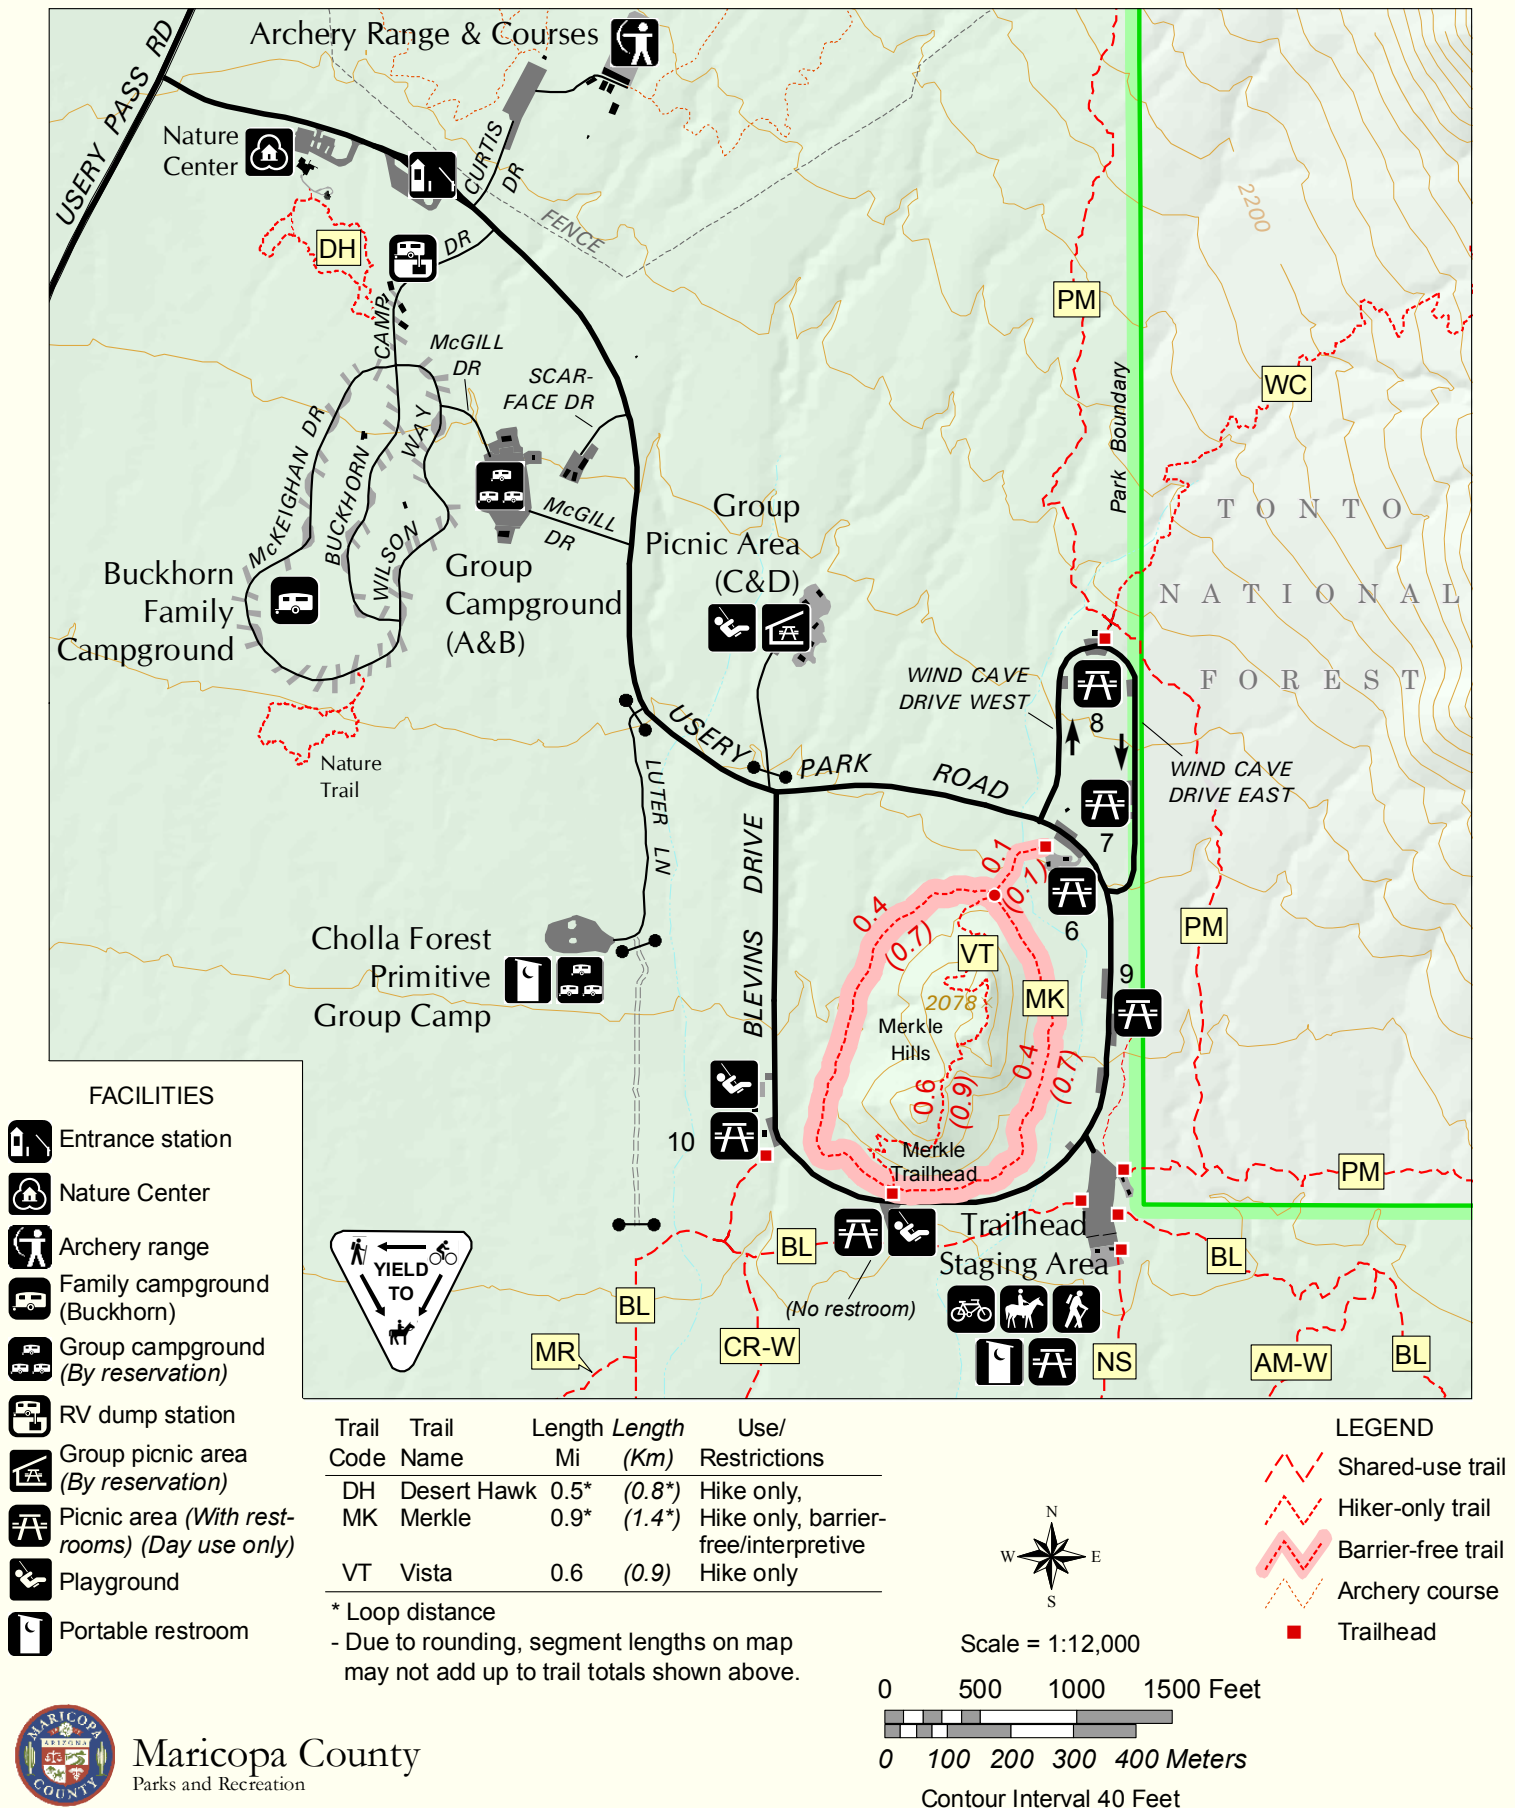 Archery Range & Courses
USERY PASS RD
Nature
Center
CURTIS
DR
FENCE
DH
DR
CAMP
2200
PM
McGILL
DR
SCAR-
FACE DR
Park Boundary
WC
McKEIGHAN DR
BUCKHORN
WAY
WILSON
McGILL
DR
Group
Picnic Area
(C&D)
TONTO
NATIONAL
FOREST
Buckhorn
Family
Campground
Group
Campground
(A&B)
WIND CAVE
DRIVE WEST
8
USERY PARK ROAD
WIND CAVE
DRIVE EAST
Nature
Trail
LUTER LN
7
BLEVINS DRIVE
0.1
(0.1)
0.4
(0.7)
6
PM
Cholla Forest
Primitive
Group Camp
VT
9
MK
2078
Merkle
Hills
0.4
(0.7)
0.6
(0.9)
10
Merkle
Trailhead
PM
Trailhead
Staging Area
BL
BL
(No restroom)
BL
MR
CR-W
NS
AM-W
BL
YIELD
TO
FACILITIES
Entrance station
Nature Center
Archery range
Family campground
(Buckhorn)
Group campground
(By reservation)
RV dump station
Group picnic area
(By reservation)
Picnic area (With rest-
rooms) (Day use only)
Playground
Portable restroom
Trail Trail Length Length Use/
Code Name Mi (Km) Restrictions
DH Desert Hawk 0.5* (0.8*) Hike only,
MK Merkle 0.9* (1.4*) Hike only, barrier-
free/interpretive
VT Vista 0.6 (0.9) Hike only
* Loop distance
- Due to rounding, segment lengths on map
may not add up to trail totals shown above.
N
W E
S
Scale = 1:12,000
0 500 1000 1500 Feet
0 100 200 300 400 Meters
Contour Interval 40 Feet
LEGEND
Shared-use trail
Hiker-only trail
Barrier-free trail
Archery course
Trailhead
MARICOPA
ARIZONA
COUNTY
Maricopa County
Parks and Recreation